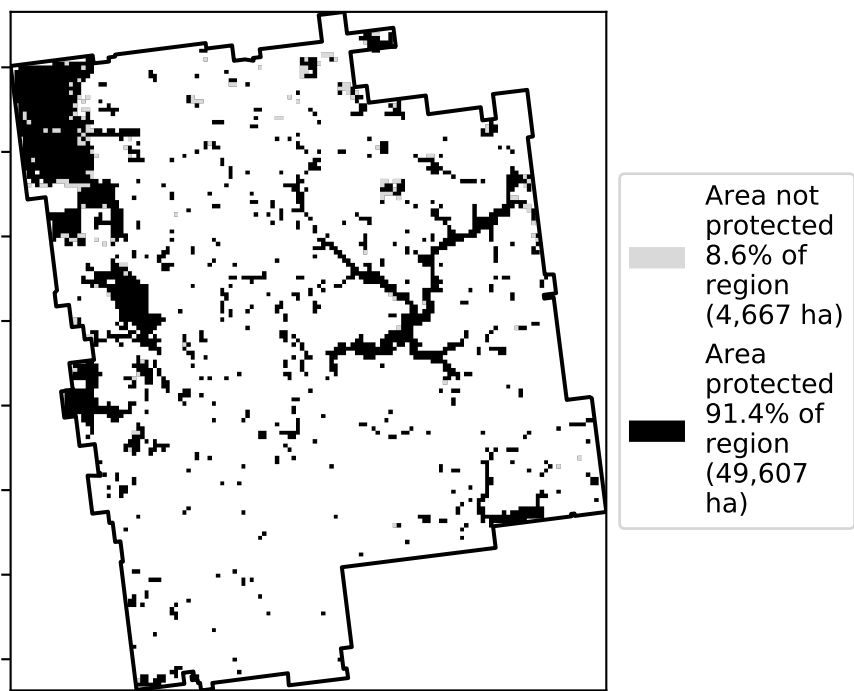 Area not
protected
8.6% of
region
(4,667 ha)
Area
protected
91.4% of
region
(49,607
ha)